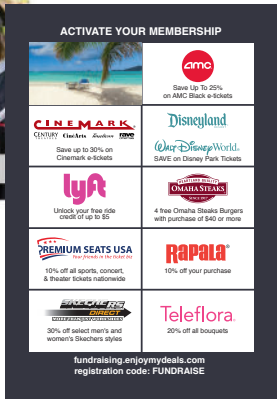 ACTIVATE YOUR MEMBERSHIP
amc
Save Up To 25%
on AMC Black e-tickets
CINEMARK
CENTURY CinéArts Tinseltown rave
Save up to 30% on
Cinemark e-tickets
Disneyland
Walt Disney World.
SAVE on Disney Park Tickets
lyft
Unlock your free ride
credit of up to $5
OMAHA STEAKS
SINCE 1917
4 free Omaha Steaks Burgers
with purchase of $40 or more
PREMIUM SEATS USA
Your friends in the ticket biz
10% off all sports, concert,
& theater tickets nationwide
RAPALA
10% off your purchase
SKECHERS
DIRECT
30% off select men's and
women's Skechers styles
Teleflora.
20% off all bouquets
fundraising.enjoymydeals.com
registration code: FUNDRAISE